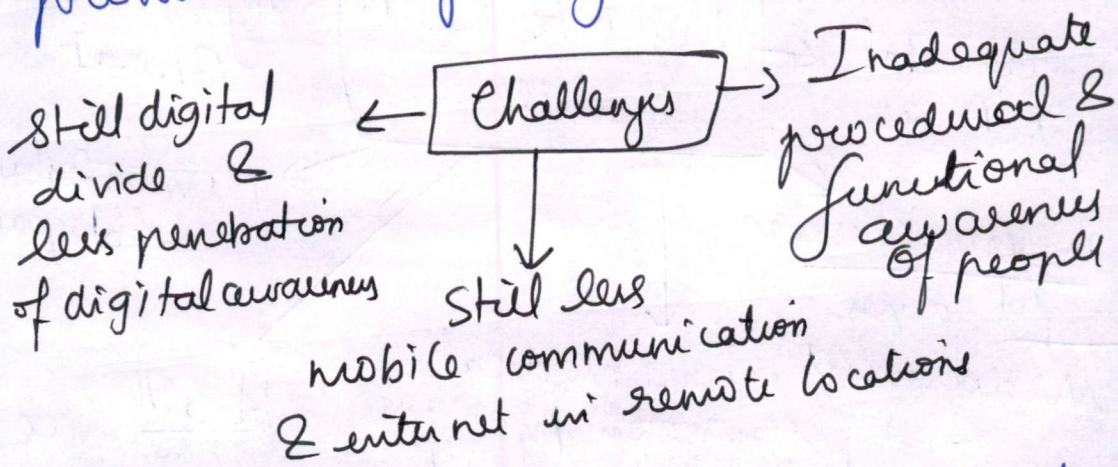 Challenges
Still digital
divide &
less penetration
of digital awareness
Still less
mobile communication
& internet in remote locations
Inadequate
procedural &
functional
awareness
of people